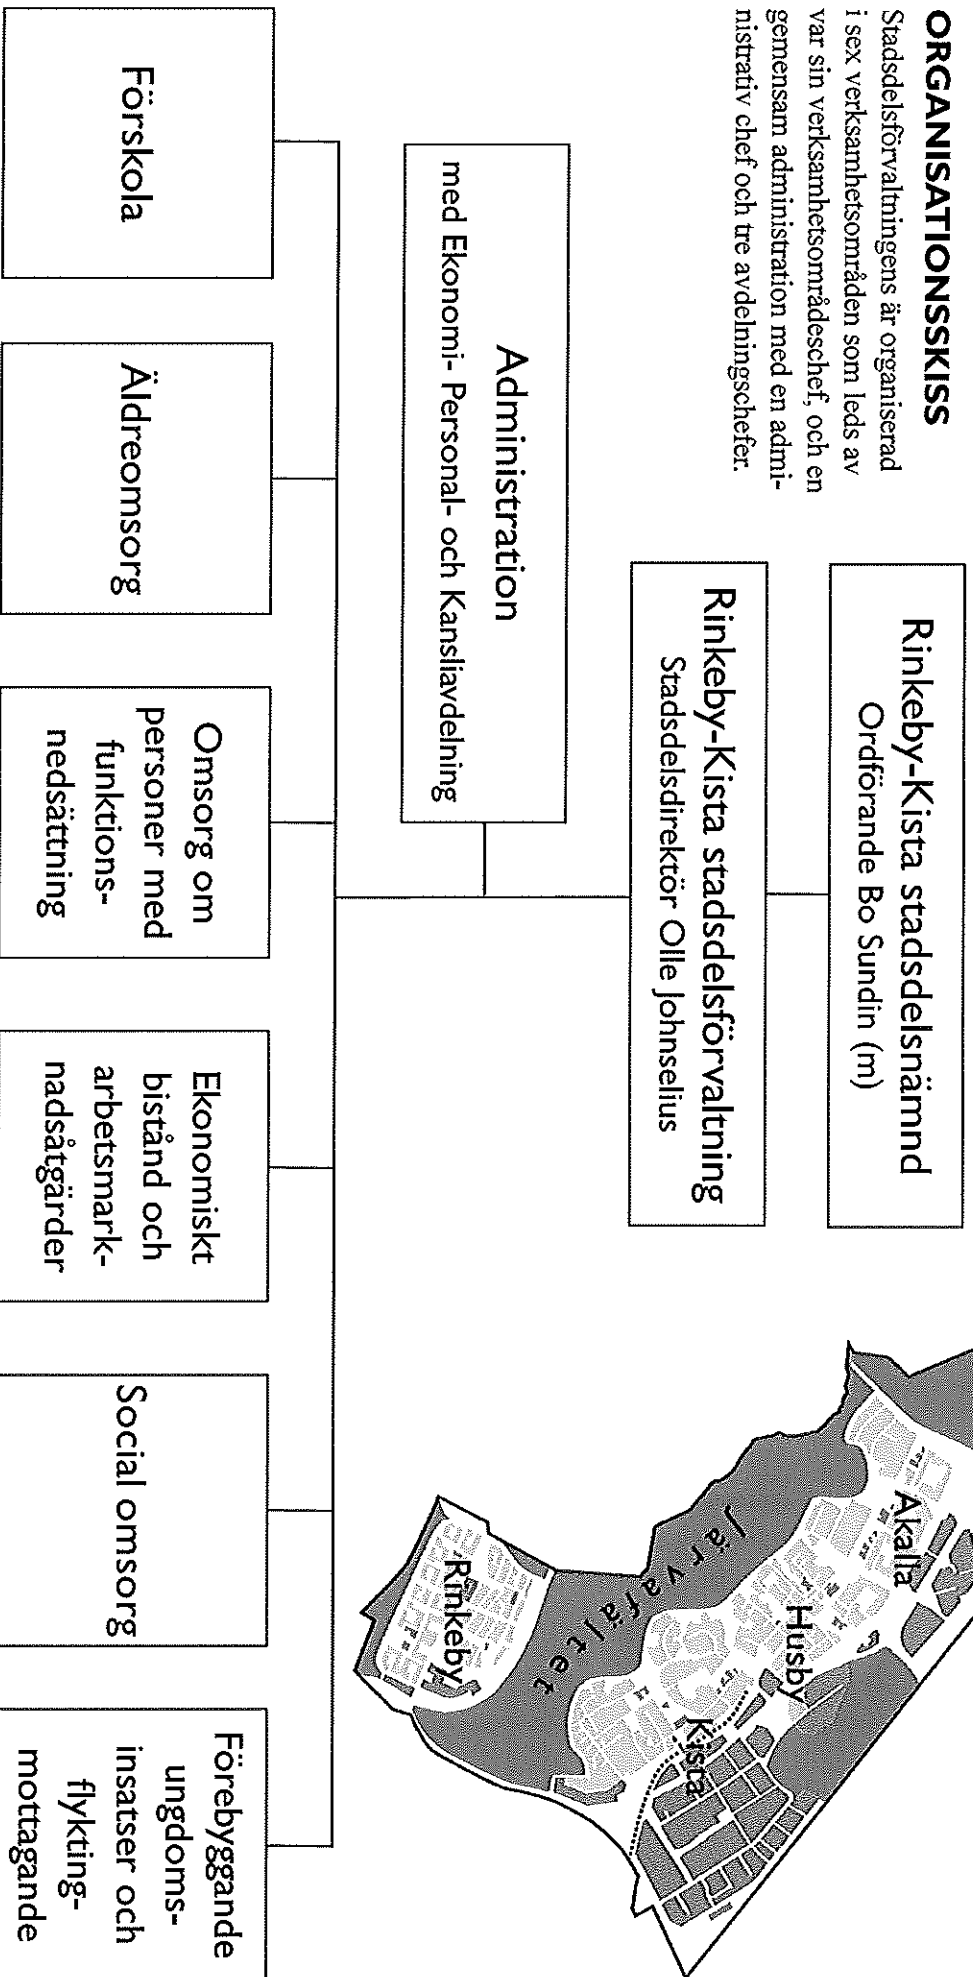 ORGANISATIONSSKISS
Stadsdelsförvaltningens är organiserad
i sex verksamhetsområden som leds av
var sin verksamhetsområdeschef, och en
gemensam administration med en admi-
nistrativ chef och tre avdelningschefer.
Rinkeby-Kista stadsdelsnämnd
Ordförande Bo Sundin (m)
Rinkeby-Kista stadsdelsförvaltning
Stadsdelsdirektör Olle Johnselius
Administration
med Ekonomi- Personal- och Kansliavdelning
Förskola
Äldreomsorg
Omsorg om
personer med
funktions-
nedsättning
Ekonomiskt
bistånd och
arbetsmark-
nadsåtgärder
Social omsorg
Förebyggande
ungdoms-
insatser och
flykting-
mottagande
Akalla
Husby
Kista
Järvafältet
Rinkeby